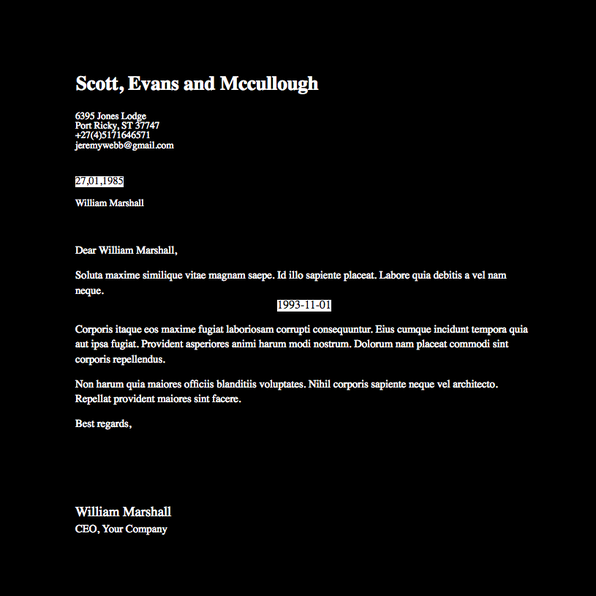 Scott, Evans and Mccullough
6395 Jones Lodge
Port Ricky, ST 37747
+27(4)5171646571
jeremywebb@gmail.com
27,01,1985
William Marshall
Dear William Marshall,
Soluta maxime similique vitae magnam saepe. Id illo sapiente placeat. Labore quia debitis a vel nam
neque.
1993-11-01
Corporis itaque eos maxime fugiat laboriosam corrupti consequuntur. Eius cumque incidunt tempora quia
aut ipsa fugiat. Provident asperiores animi harum modi nostrum. Dolorum nam placeat commodi sint
corporis repellendus.
Non harum quia maiores officiis blanditiis voluptates. Nihil corporis sapiente neque vel architecto.
Repellat provident maiores sint facere.
Best regards,
William Marshall
CEO, Your Company